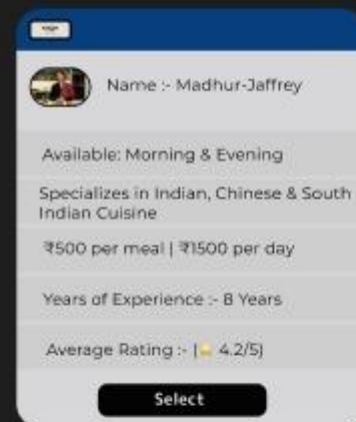 Name :- Madhur-Jaffrey
Available: Morning & Evening
Specializes in Indian, Chinese & South
Indian Cuisine
₹500 per meal | ₹1500 per day
Years of Experience :- 8 Years
Average Rating :- (⭐ 4.2/5)
Select